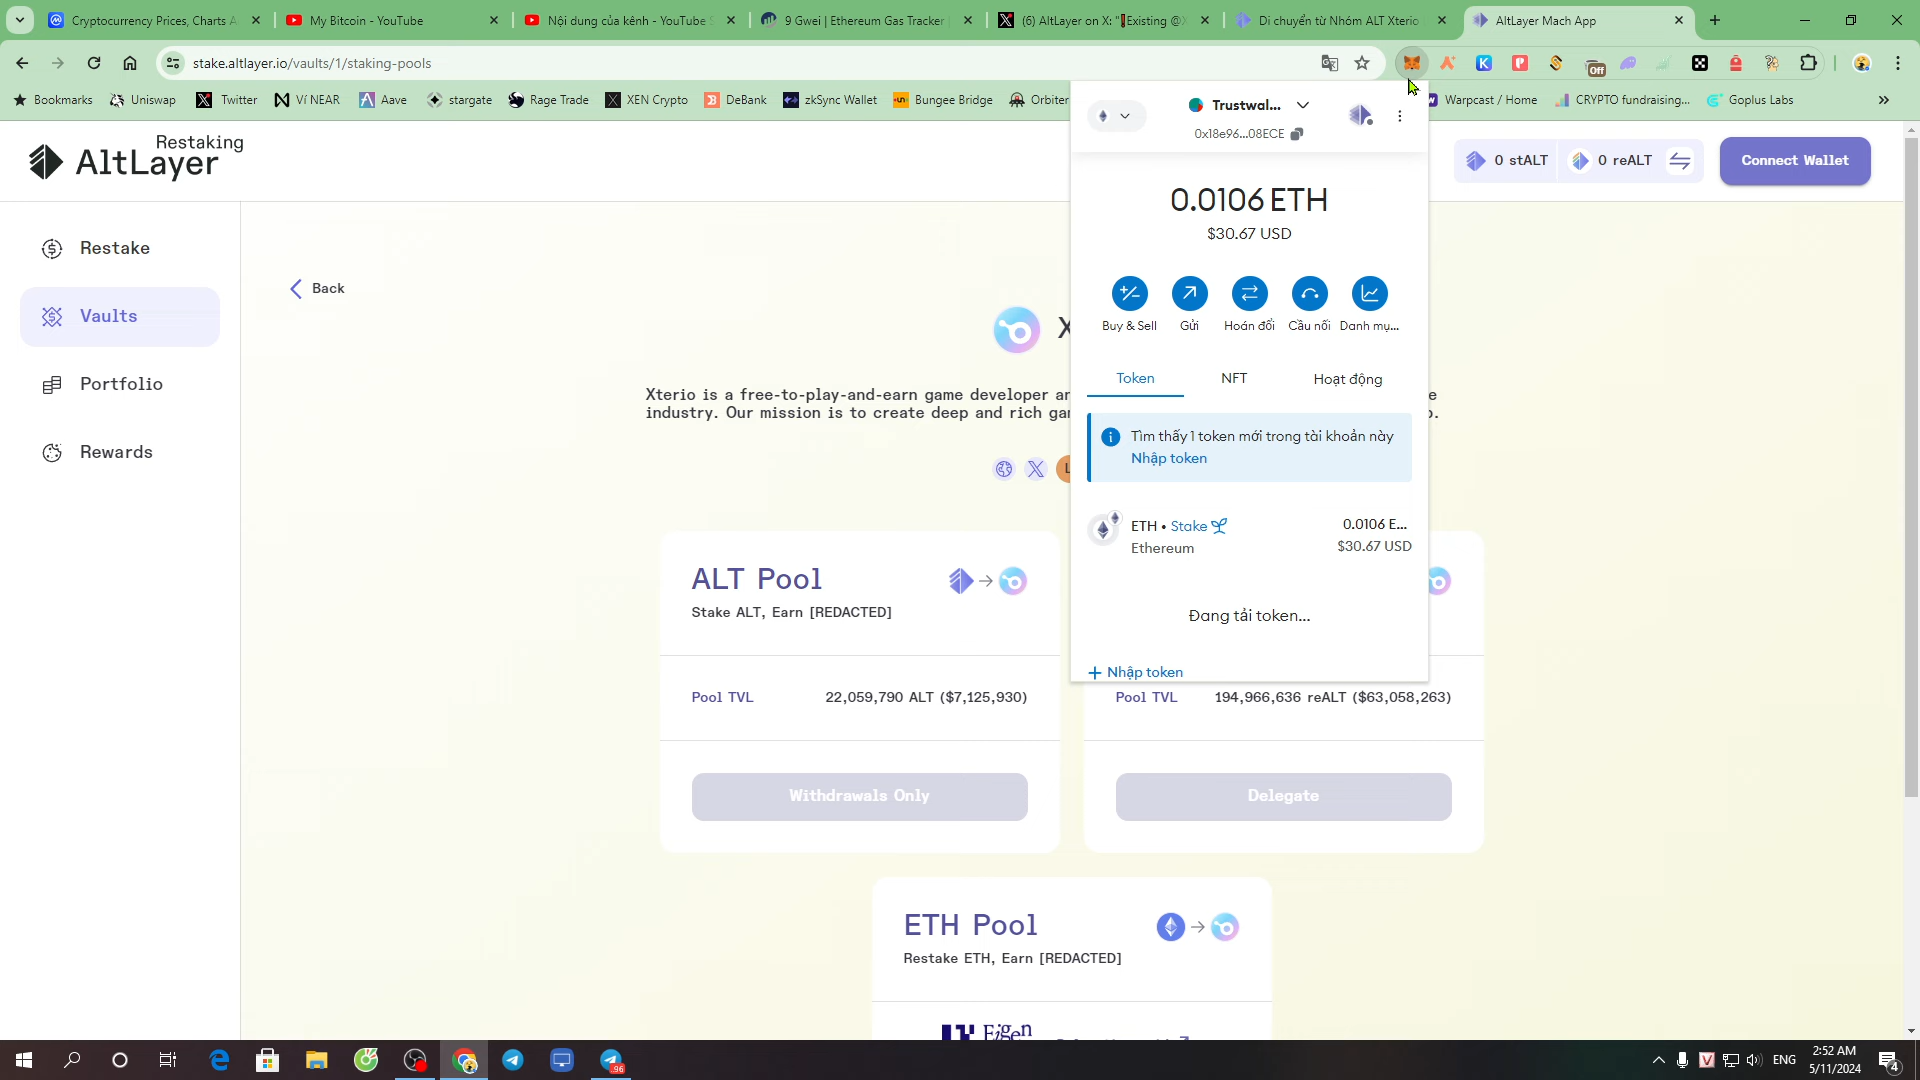 Cryptocurrency Prices, Charts A
My Bitcoin - YouTube
Nội dung của kênh - YouTube S
9 Gwei | Ethereum Gas Tracker
(6) AltLayer on X: "❗Existing @X
Di chuyển từ Nhóm ALT Xterio
AltLayer Mach App
stake.altlayer.io/vaults/1/staking-pools
Off
Bookmarks
Uniswap
Twitter
Ví NEAR
Aave
stargate
Rage Trade
XEN Crypto
DeBank
zkSync Wallet
Bungee Bridge
Orbiter
Warpcast / Home
CRYPTO fundraising...
Goplus Labs
»
Restaking
AltLayer
0 stALT
0 reALT
Connect Wallet
Restake
Vaults
Portfolio
Rewards
Back
X
Xterio is a free-to-play-and-earn game developer
industry. Our mission is to create deep and rich
ALT Pool
Stake ALT, Earn [REDACTED]
Pool TVL
22,059,790 ALT ($7,125,930)
Withdrawals Only
Pool TVL
194,966,636 reALT ($63,058,263)
Delegate
ETH Pool
Restake ETH, Earn [REDACTED]
Eigen
Trustwal...
0x18e96...08ECE
0.0106 ETH
$30.67 USD
Buy & Sell
Gửi
Hoán đổi
Cầu nối
Danh mụ...
Token
NFT
Hoạt động
Tìm thấy 1 token mới trong tài khoản này
Nhập token
ETH • Stake
0.0106 E...
Ethereum
$30.67 USD
Đang tải token...
+ Nhập token
96
ENG
2:52 AM
5/11/2024
4